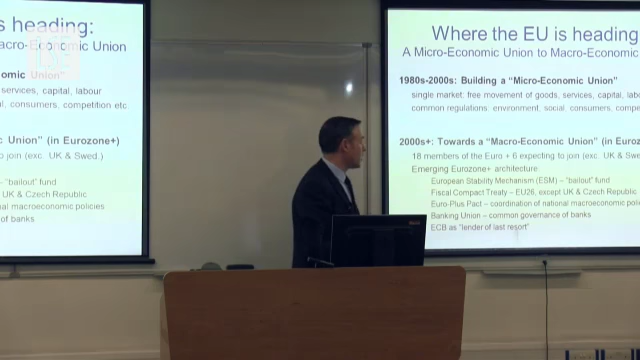 s heading:
acro-Economic Union
omic Union"
services, capital, labour
al, consumers, competition etc.
ic Union" (in Eurozone+)
to join (exc. UK & Swed.)
– "bailout" fund
UK & Czech Republic
nal macroeconomic policies
of banks
Where the EU is heading
A Micro-Economic Union to Macro-Economic
1980s-2000s: Building a "Micro-Economic Union"
single market: free movement of goods, services, capital, labo
common regulations: environment, social, consumers, compe
2000s+: Towards a "Macro-Economic Union" (in Euroz
18 members of the Euro + 6 expecting to join (exc. UK & Swe
Emerging Eurozone+ architecture
European Stability Mechanism (ESM) – "bailout" fund
Fiscal Compact Treaty – EU26, except UK & Czech Republic
Euro-Plus Pact – coordination of national macroeconomic polic
Banking Union – common governance of banks
ECB as "lender of last resort"